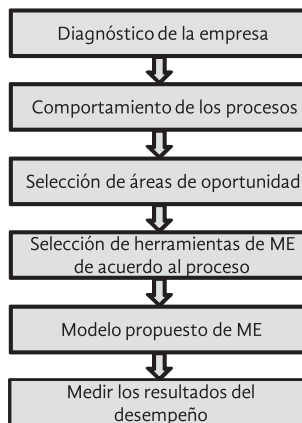 Diagnóstico de la empresa
Comportamiento de los procesos
Selección de áreas de oportunidad
Selección de herramientas de ME
de acuerdo al proceso
Modelo propuesto de ME
Medir los resultados del
desempeño